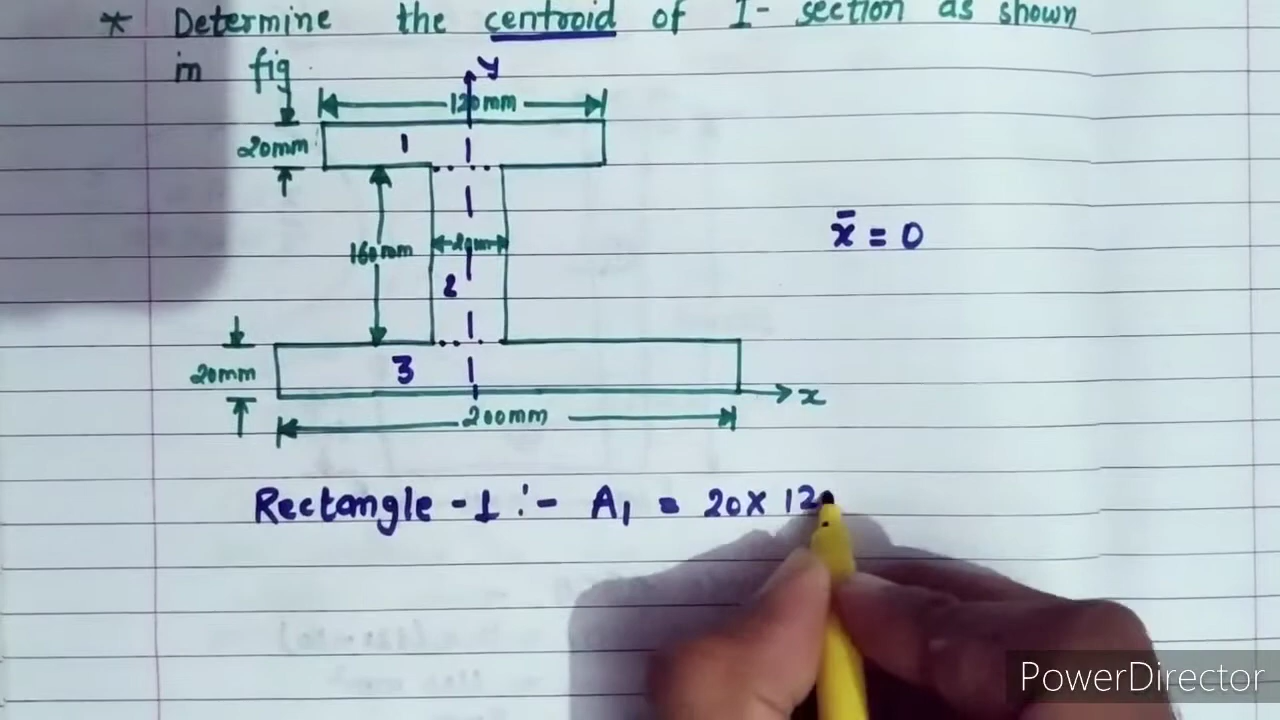 * Determine the centroid of I- section as shown
in fig
y
120mm
20mm
1
160mm
2
x̄ = 0
20mm
3
x
200mm
Rectangle - 1 :- A1 = 20 x 12
PowerDirector